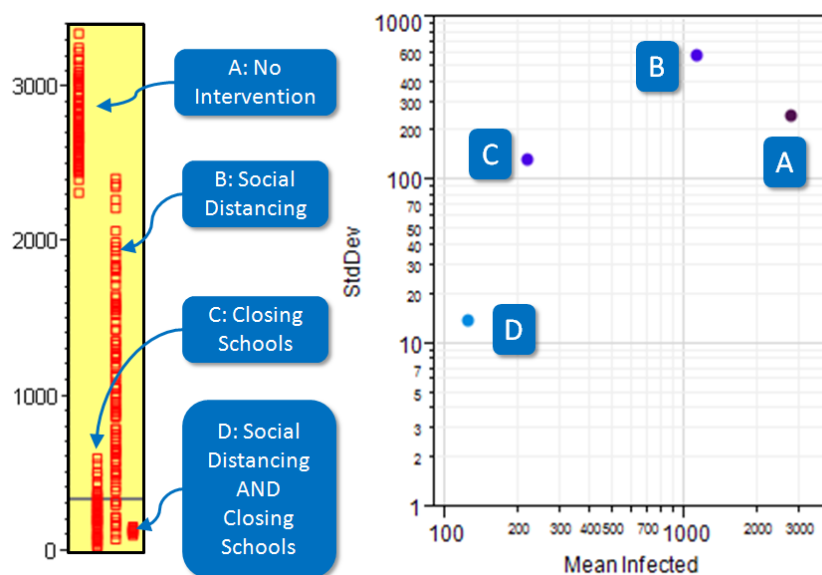 3000
2000
1000
0
A: No
Intervention
B: Social
Distancing
C: Closing
Schools
D: Social
Distancing
AND
Closing
Schools
StdDev
1000
600
400
300
200
100
60
50
40
30
20
10
7
5
4
3
2
1
B
A
C
D
100
200
300
400
500
700
1000
2000
3000
Mean Infected